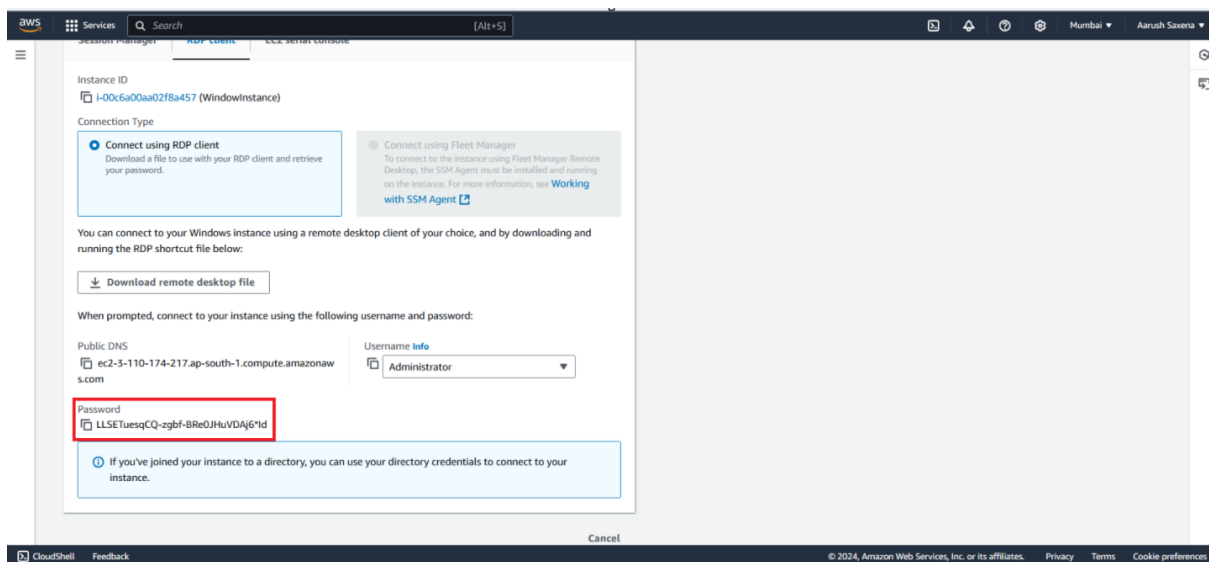 aws
Services
Search
[Alt+S]
Mumbai
Aarush Saxena
Session Manager
RDP client
EC2 serial console
Instance ID
i-00c6a00aa02f8a457 (WindowInstance)
Connection Type
Connect using RDP client
Download a file to use with your RDP client and retrieve
your password.
Connect using Fleet Manager
To connect to the instance using Fleet Manager Remote
Desktop, the SSM Agent must be installed and running
on the instance. For more information, see Working
with SSM Agent
You can connect to your Windows instance using a remote desktop client of your choice, and by downloading and
running the RDP shortcut file below:
Download remote desktop file
When prompted, connect to your instance using the following username and password:
Public DNS
ec2-3-110-174-217.ap-south-1.compute.amazonaw
s.com
Username Info
Administrator
Password
LLSETuesqCQ-zgbf-BRe0JHuVDAj6*Id
If you've joined your instance to a directory, you can use your directory credentials to connect to your
instance.
Cancel
CloudShell
Feedback
© 2024, Amazon Web Services, Inc. or its affiliates.
Privacy
Terms
Cookie preferences